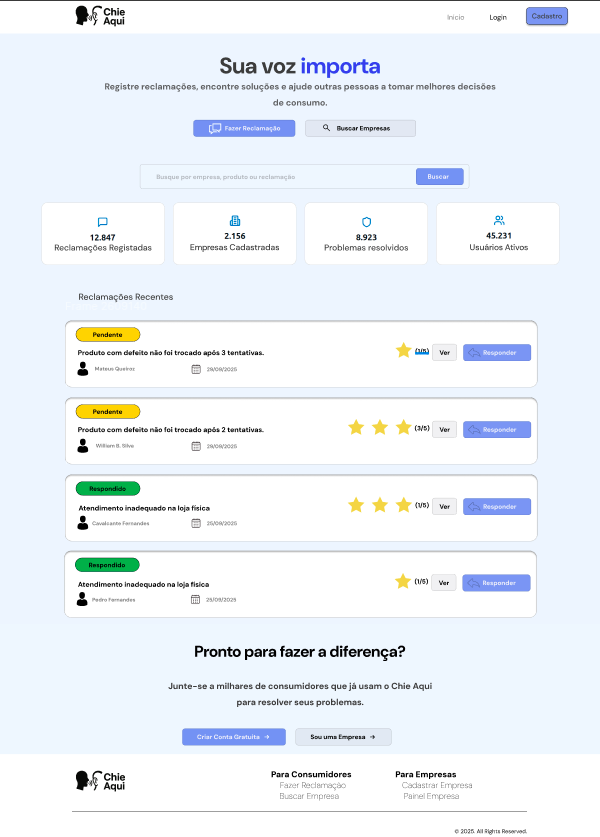 Chie
Aqui
Inicio
Login
Cadastro
Sua voz importa
Registre reclamações, encontre soluções e ajude outras pessoas a tomar melhores decisões
de consumo.
Fazer Reclamação
Buscar Empresas
Busque por empresa, produto ou reclamação
Buscar
12.847
Reclamações Registadas
2.156
Empresas Cadastradas
8.923
Problemas resolvidos
45.231
Usuários Ativos
Reclamações Recentes
Pendente
Produto com defeito não foi trocado após 3 tentativas.
Mateus Queiroz
29/09/2025
(1/5)
Ver
Responder
Pendente
Produto com defeito não foi trocado após 2 tentativas.
William B. Silva
29/09/2025
(3/5)
Ver
Responder
Respondido
Atendimento inadequado na loja física
Cavalcante Fernandes
25/09/2025
(1/5)
Ver
Responder
Respondido
Atendimento inadequado na loja física
Pedro Fernandes
25/09/2025
(1/5)
Ver
Responder
Pronto para fazer a diferença?
Junte-se a milhares de consumidores que já usam o Chie Aqui
para resolver seus problemas.
Criar Conta Gratuita →
Sou uma Empresa →
Chie
Aqui
Para Consumidores
Fazer Reclamação
Buscar Empresa
Para Empresas
Cadastrar Empresa
Painel Empresa
© 2025. All Rights Reserved.